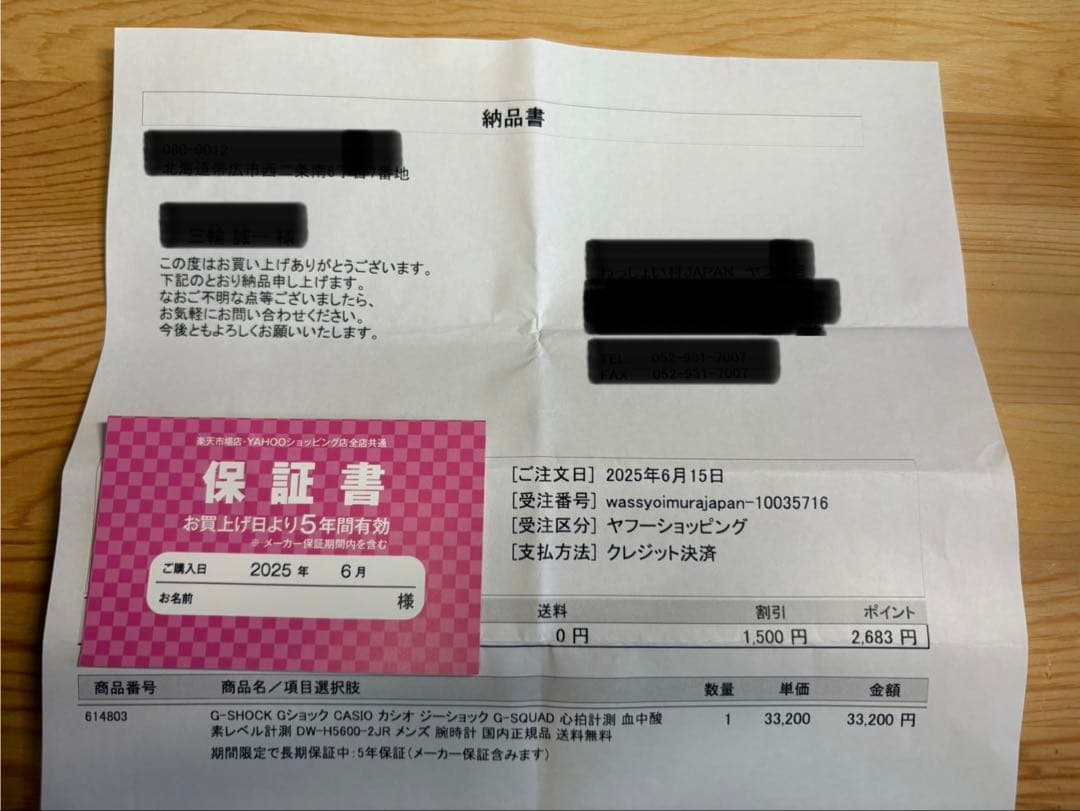 納品書
この度はお買い上げありがとうございます。
下記のとおり納品申し上げます。
なおご不明な点等ございましたら、
お気軽にお問い合わせください。
今後ともよろしくお願いいたします。
楽天市場店・YAHOOショッピング店全店共通
保証書
お買上げ日より5年間有効
※ メーカー保証期間内を含む
ご購入日 2025 年 6 月
お名前 様
[ご注文日] 2025年6月15日
[受注番号] wassyoimurajapan-10035716
[受注区分] ヤフーショッピング
[支払方法] クレジット決済
送料 割引 ポイント
0 円 1,500 円 2,683 円
商品番号 商品名/項目選択肢 数量 単価 金額
614803 G-SHOCK Gショック CASIO カシオ ジーショック G-SQUAD 心拍計測 血中酸 1 33,200 33,200 円
素レベル計測 DW-H5600-2JR メンズ 腕時計 国内正規品 送料無料
期間限定で長期保証中:5年保証(メーカー保証含みます)